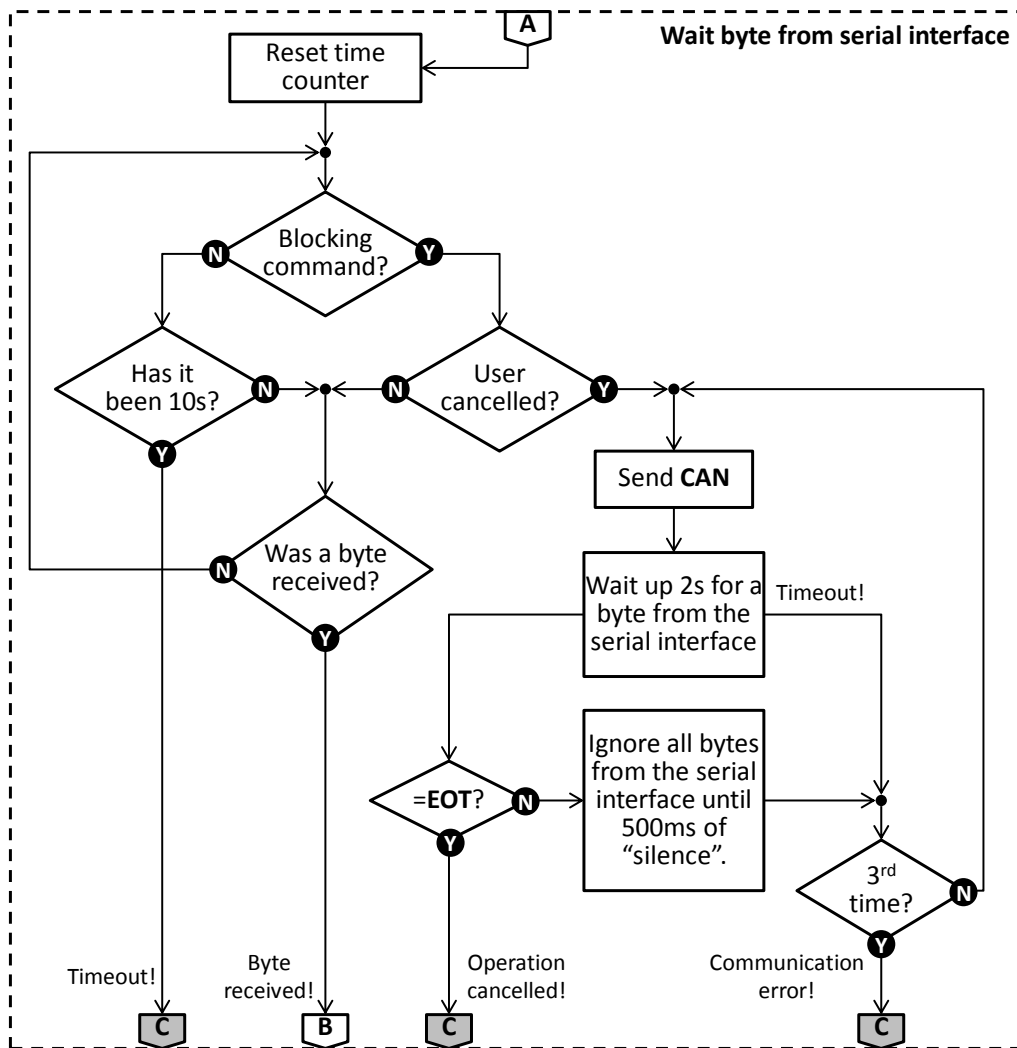 A
Wait byte from serial interface
Reset time
counter
Blocking
command?
N
Y
Has it
been 10s?
N
Y
User
cancelled?
N
Y
Send CAN
Was a byte
received?
N
Y
Wait up 2s for a
byte from the
serial interface
Timeout!
=EOT?
N
Y
Ignore all bytes
from the serial
interface until
500ms of
“silence”.
3rd
time?
N
Y
Timeout!
Byte
received!
Operation
cancelled!
Communication
error!
C
B
C
C